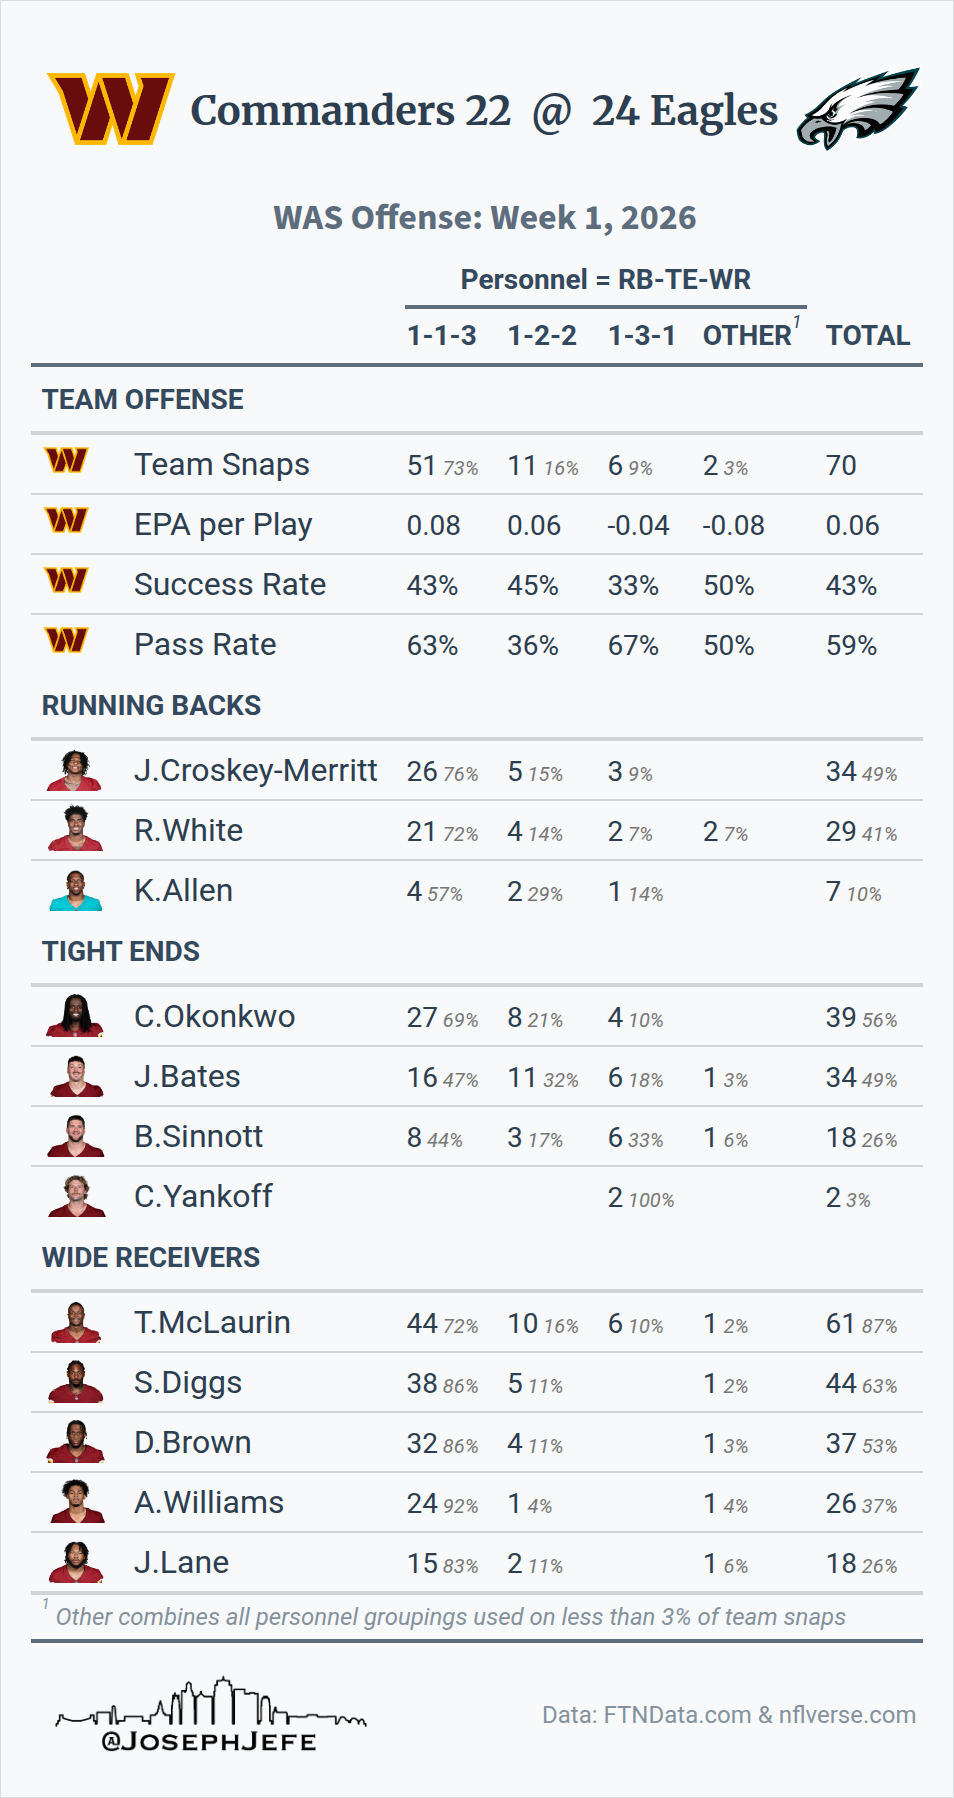 Commanders 22 @ 24 Eagles
WAS Offense: Week 1, 2026
Personnel = RB-TE-WR
1-1-3 1-2-2 1-3-1 OTHER1 TOTAL
TEAM OFFENSE
Team Snaps 51 73% 11 16% 6 9% 2 3% 70
EPA per Play 0.08 0.06 -0.04 -0.08 0.06
Success Rate 43% 45% 33% 50% 43%
Pass Rate 63% 36% 67% 50% 59%
RUNNING BACKS
J.Croskey-Merritt 26 76% 5 15% 3 9% 34 49%
R.White 21 72% 4 14% 2 7% 2 7% 29 41%
K.Allen 4 57% 2 29% 1 14% 7 10%
TIGHT ENDS
C.Okonkwo 27 69% 8 21% 4 10% 39 56%
J.Bates 16 47% 11 32% 6 18% 1 3% 34 49%
B.Sinnott 8 44% 3 17% 6 33% 1 6% 18 26%
C.Yankoff 2 100% 2 3%
WIDE RECEIVERS
T.McLaurin 44 72% 10 16% 6 10% 1 2% 61 87%
S.Diggs 38 86% 5 11% 1 2% 44 63%
D.Brown 32 86% 4 11% 1 3% 37 53%
A.Williams 24 92% 1 4% 1 4% 26 37%
J.Lane 15 83% 2 11% 1 6% 18 26%
1 Other combines all personnel groupings used on less than 3% of team snaps
@JosephJefe
Data: FTNData.com & nflverse.com